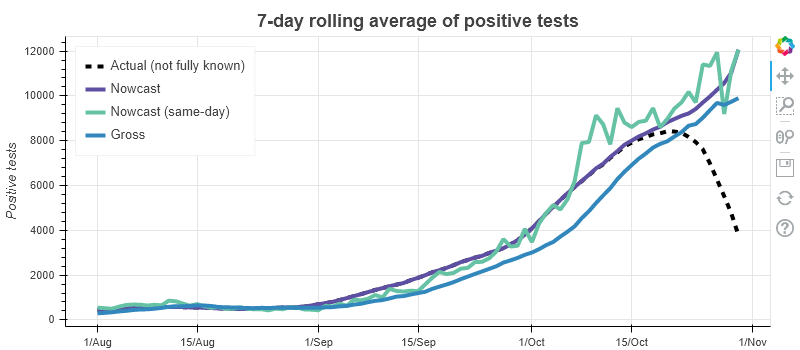 7-day rolling average of positive tests
Actual (not fully known)
Nowcast
Nowcast (same-day)
Gross
Positive tests
12000
10000
8000
6000
4000
2000
0
1/Aug 15/Aug 1/Sep 15/Sep 1/Oct 15/Oct 1/Nov